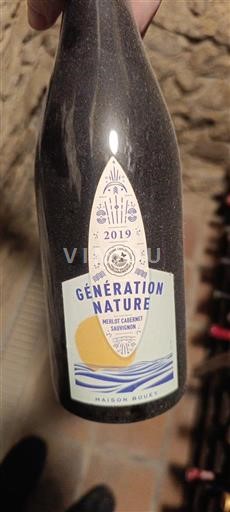 2019
GÉNÉRATION
NATURE
MERLOT CABERNET
SAUVIGNON
MAISON BOUEY